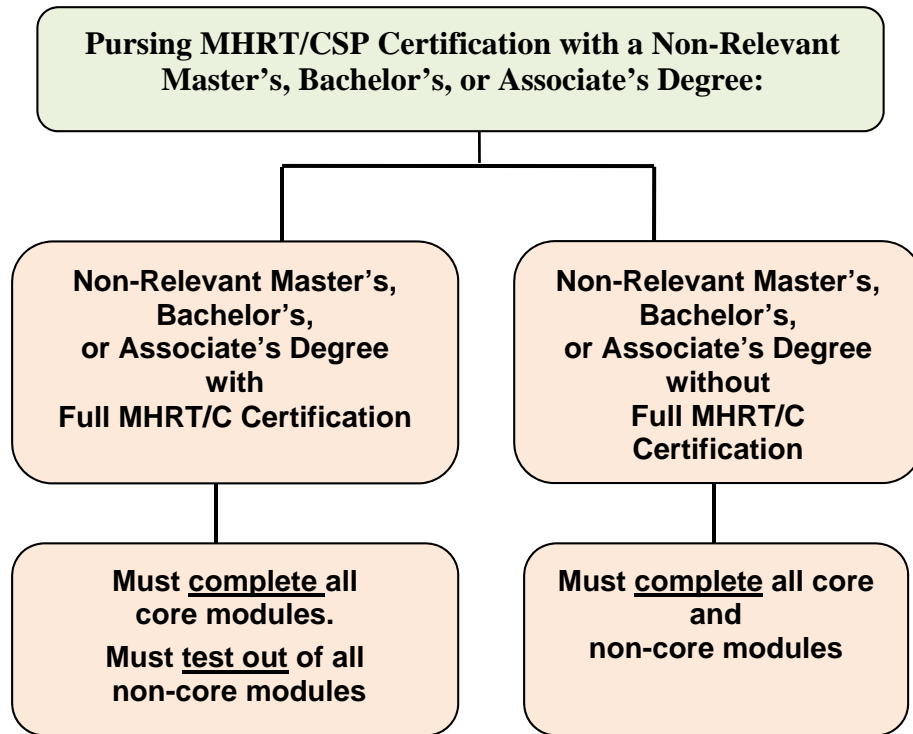 Pursing MHRT/CSP Certification with a Non-Relevant
Master’s, Bachelor’s, or Associate’s Degree:
Non-Relevant Master’s,
Bachelor’s,
or Associate’s Degree
with
Full MHRT/C Certification
Non-Relevant Master’s,
Bachelor’s,
or Associate’s Degree
without
Full MHRT/C
Certification
Must complete all
core modules.
Must test out of all
non-core modules
Must complete all core
and
non-core modules